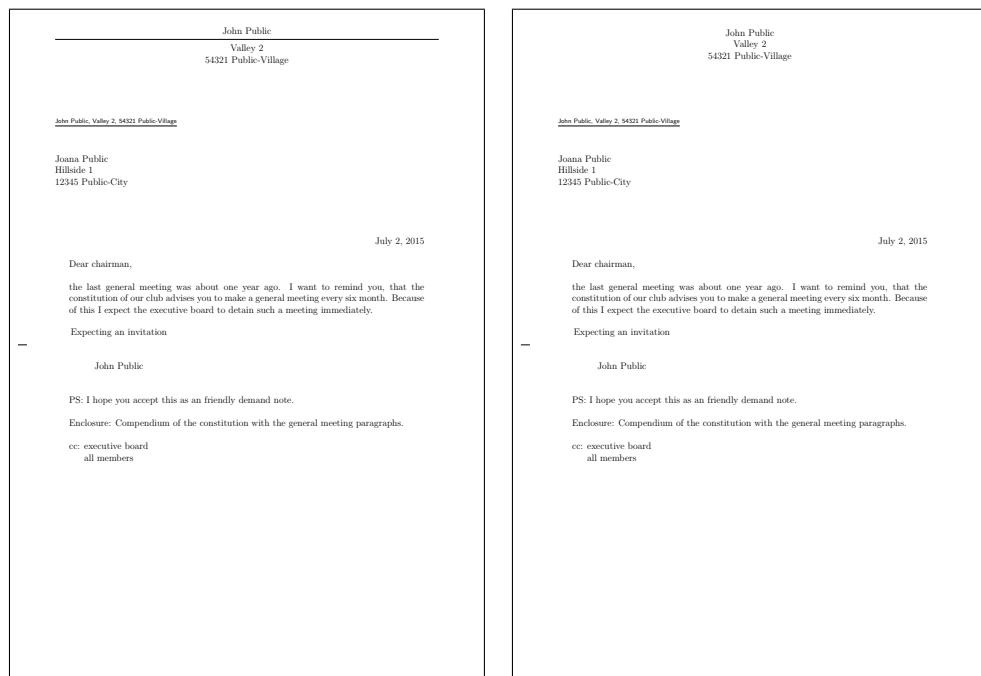 John Public
Valley 2
54321 Public-Village
John Public, Valley 2, 54321 Public-Village
Joana Public
Hillside 1
12345 Public-City
July 2, 2015
Dear chairman,
the last general meeting was about one year ago. I want to remind you, that the
constitution of our club advises you to make a general meeting every six month. Because
of this I expect the executive board to detain such a meeting immediately.
Expecting an invitation
John Public
PS: I hope you accept this as an friendly demand note.
Enclosure: Compendium of the constitution with the general meeting paragraphs.
cc: executive board
all members
John Public
Valley 2
54321 Public-Village
John Public, Valley 2, 54321 Public-Village
Joana Public
Hillside 1
12345 Public-City
July 2, 2015
Dear chairman,
the last general meeting was about one year ago. I want to remind you, that the
constitution of our club advises you to make a general meeting every six month. Because
of this I expect the executive board to detain such a meeting immediately.
Expecting an invitation
John Public
PS: I hope you accept this as an friendly demand note.
Enclosure: Compendium of the constitution with the general meeting paragraphs.
cc: executive board
all members